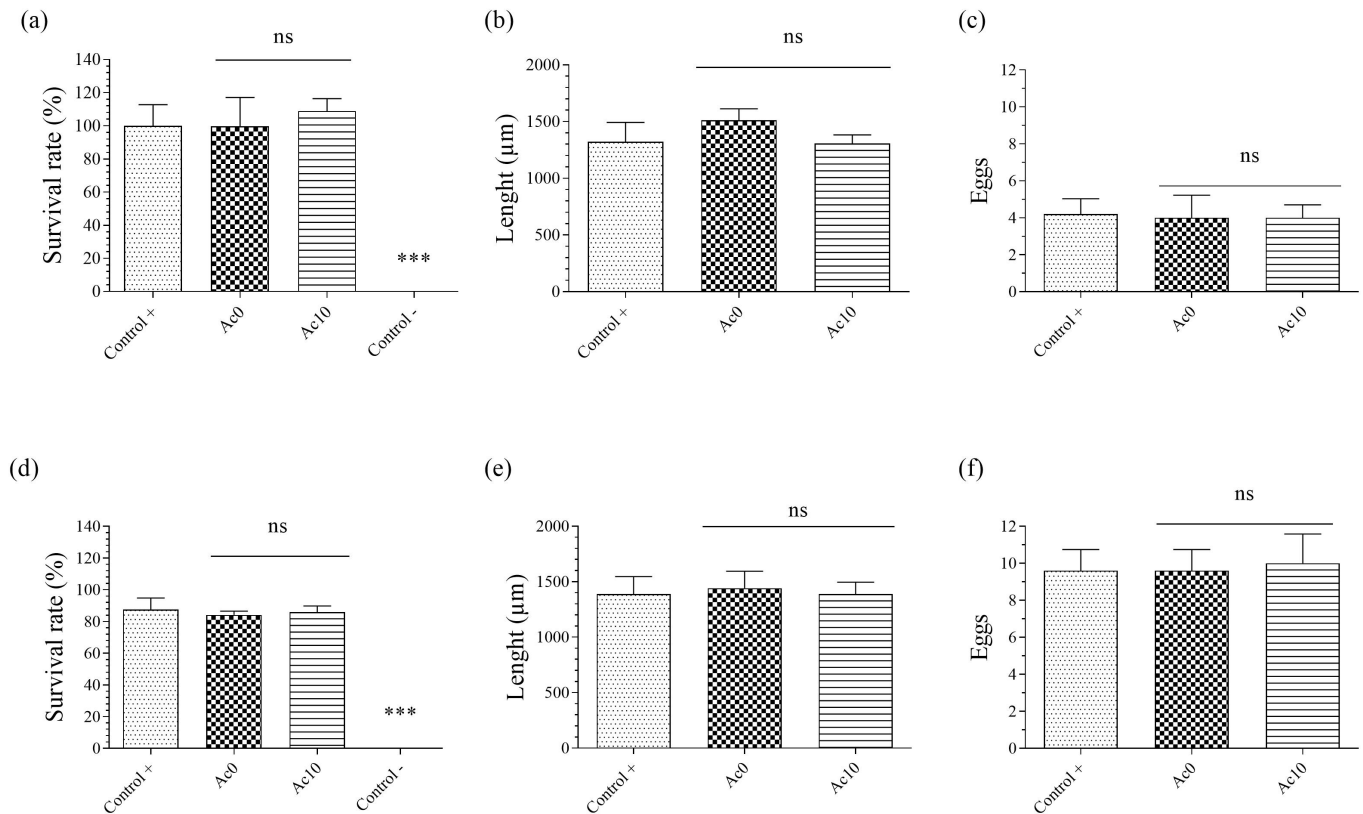 (a)
ns
Survival rate (%)
140
120
100
80
60
40
20
0
***
Control +
Ac0
Ac10
Control -
(b)
ns
Lenght (µm)
2000
1500
1000
500
0
Control +
Ac0
Ac10
(c)
ns
Eggs
12
10
8
6
4
2
0
Control +
Ac0
Ac10
(d)
ns
Survival rate (%)
140
120
100
80
60
40
20
0
***
Control +
Ac0
Ac10
Control -
(e)
ns
Lenght (µm)
2000
1500
1000
500
0
Control +
Ac0
Ac10
(f)
ns
Eggs
12
10
8
6
4
2
0
Control +
Ac0
Ac10